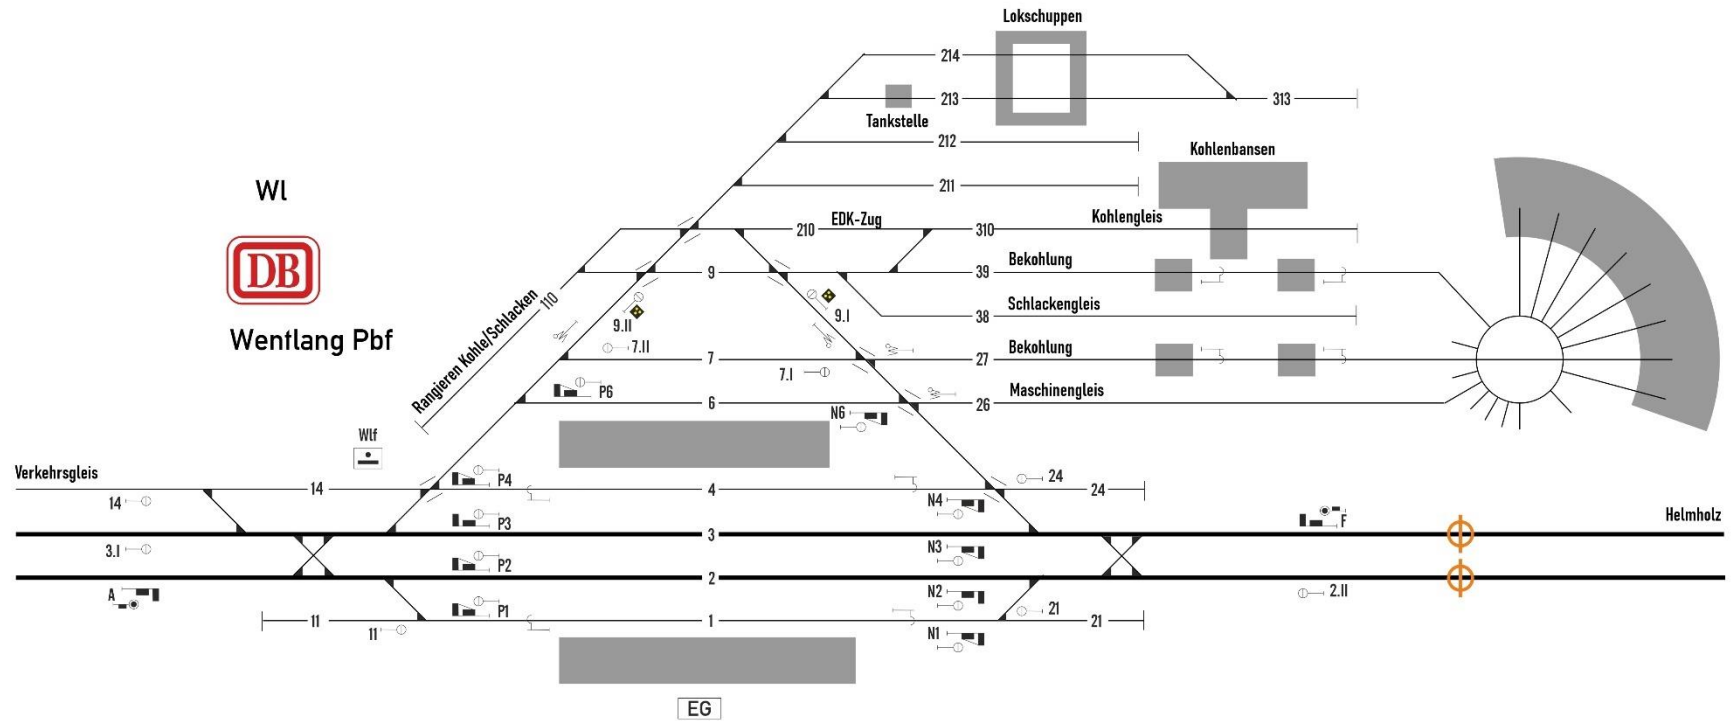 Lokschuppen
214
213
313
Tankstelle
212
Kohlenbansen
Wl
211
EDK-Zug
Kohlengleis
210
310
DB
9
39
Bekohlung
110
Rangieren Kohle/Schlacken
9.II
9.I
38
Schlackengleis
Wentlang Pbf
7.II
7
27
Bekohlung
7.I
P6
6
N6
26
Maschinengleis
Wlf
Verkehrsgleis
14
14
P4
4
N4
24
24
P3
3
F
Helmholz
3.I
N3
P2
2
A
N2
2.II
11
11
P1
1
N1
21
21
EG